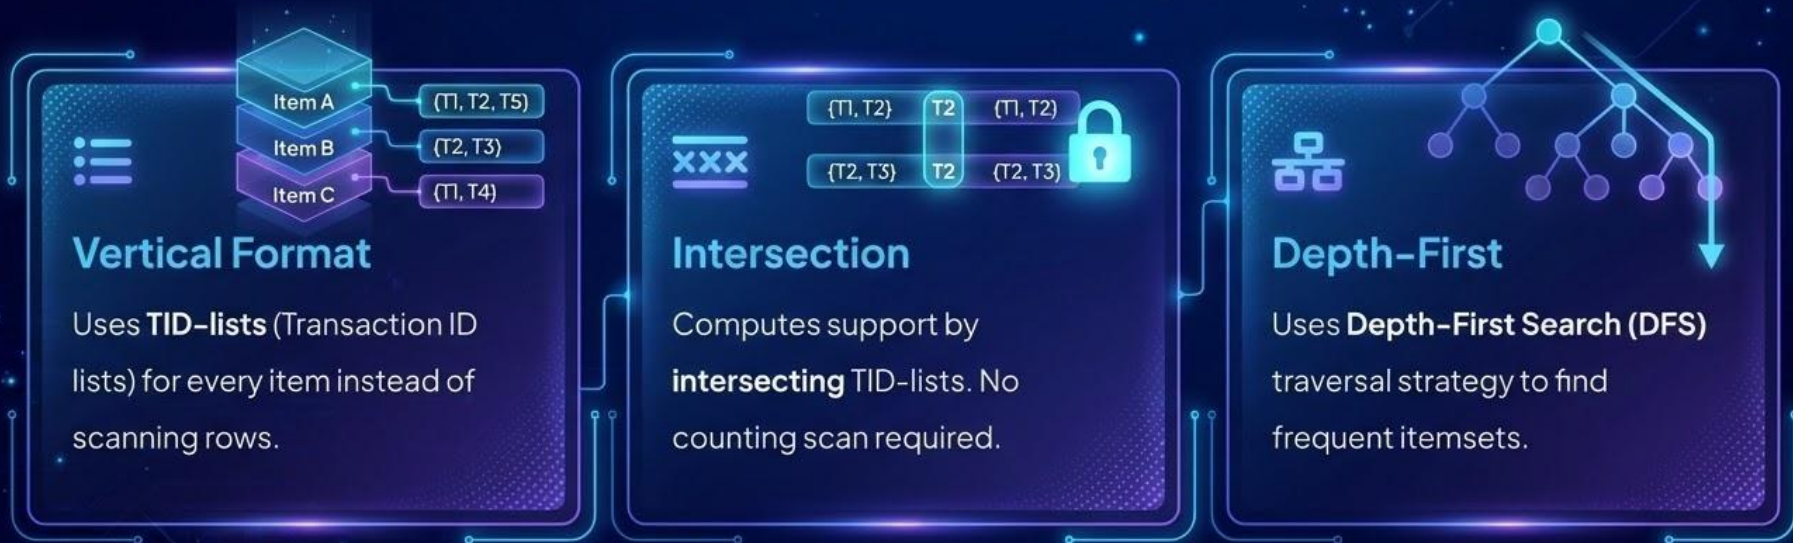 Item A
{T1, T2, T5}
Item B
{T2, T3}
Item C
{T1, T4}
Vertical Format
Uses TID-lists (Transaction ID
lists) for every item instead of
scanning rows.
{T1, T2} T2 {T1, T2}
XXX
{T2, T3} T2 {T2, T3}
Intersection
Computes support by
intersecting TID-lists. No
counting scan required.
Depth-First
Uses Depth-First Search (DFS)
traversal strategy to find
frequent itemsets.